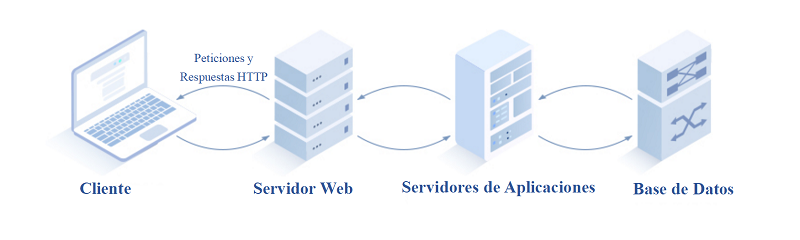 Peticiones y
Respuestas HTTP
Cliente
Servidor Web
Servidores de Aplicaciones
Base de Datos